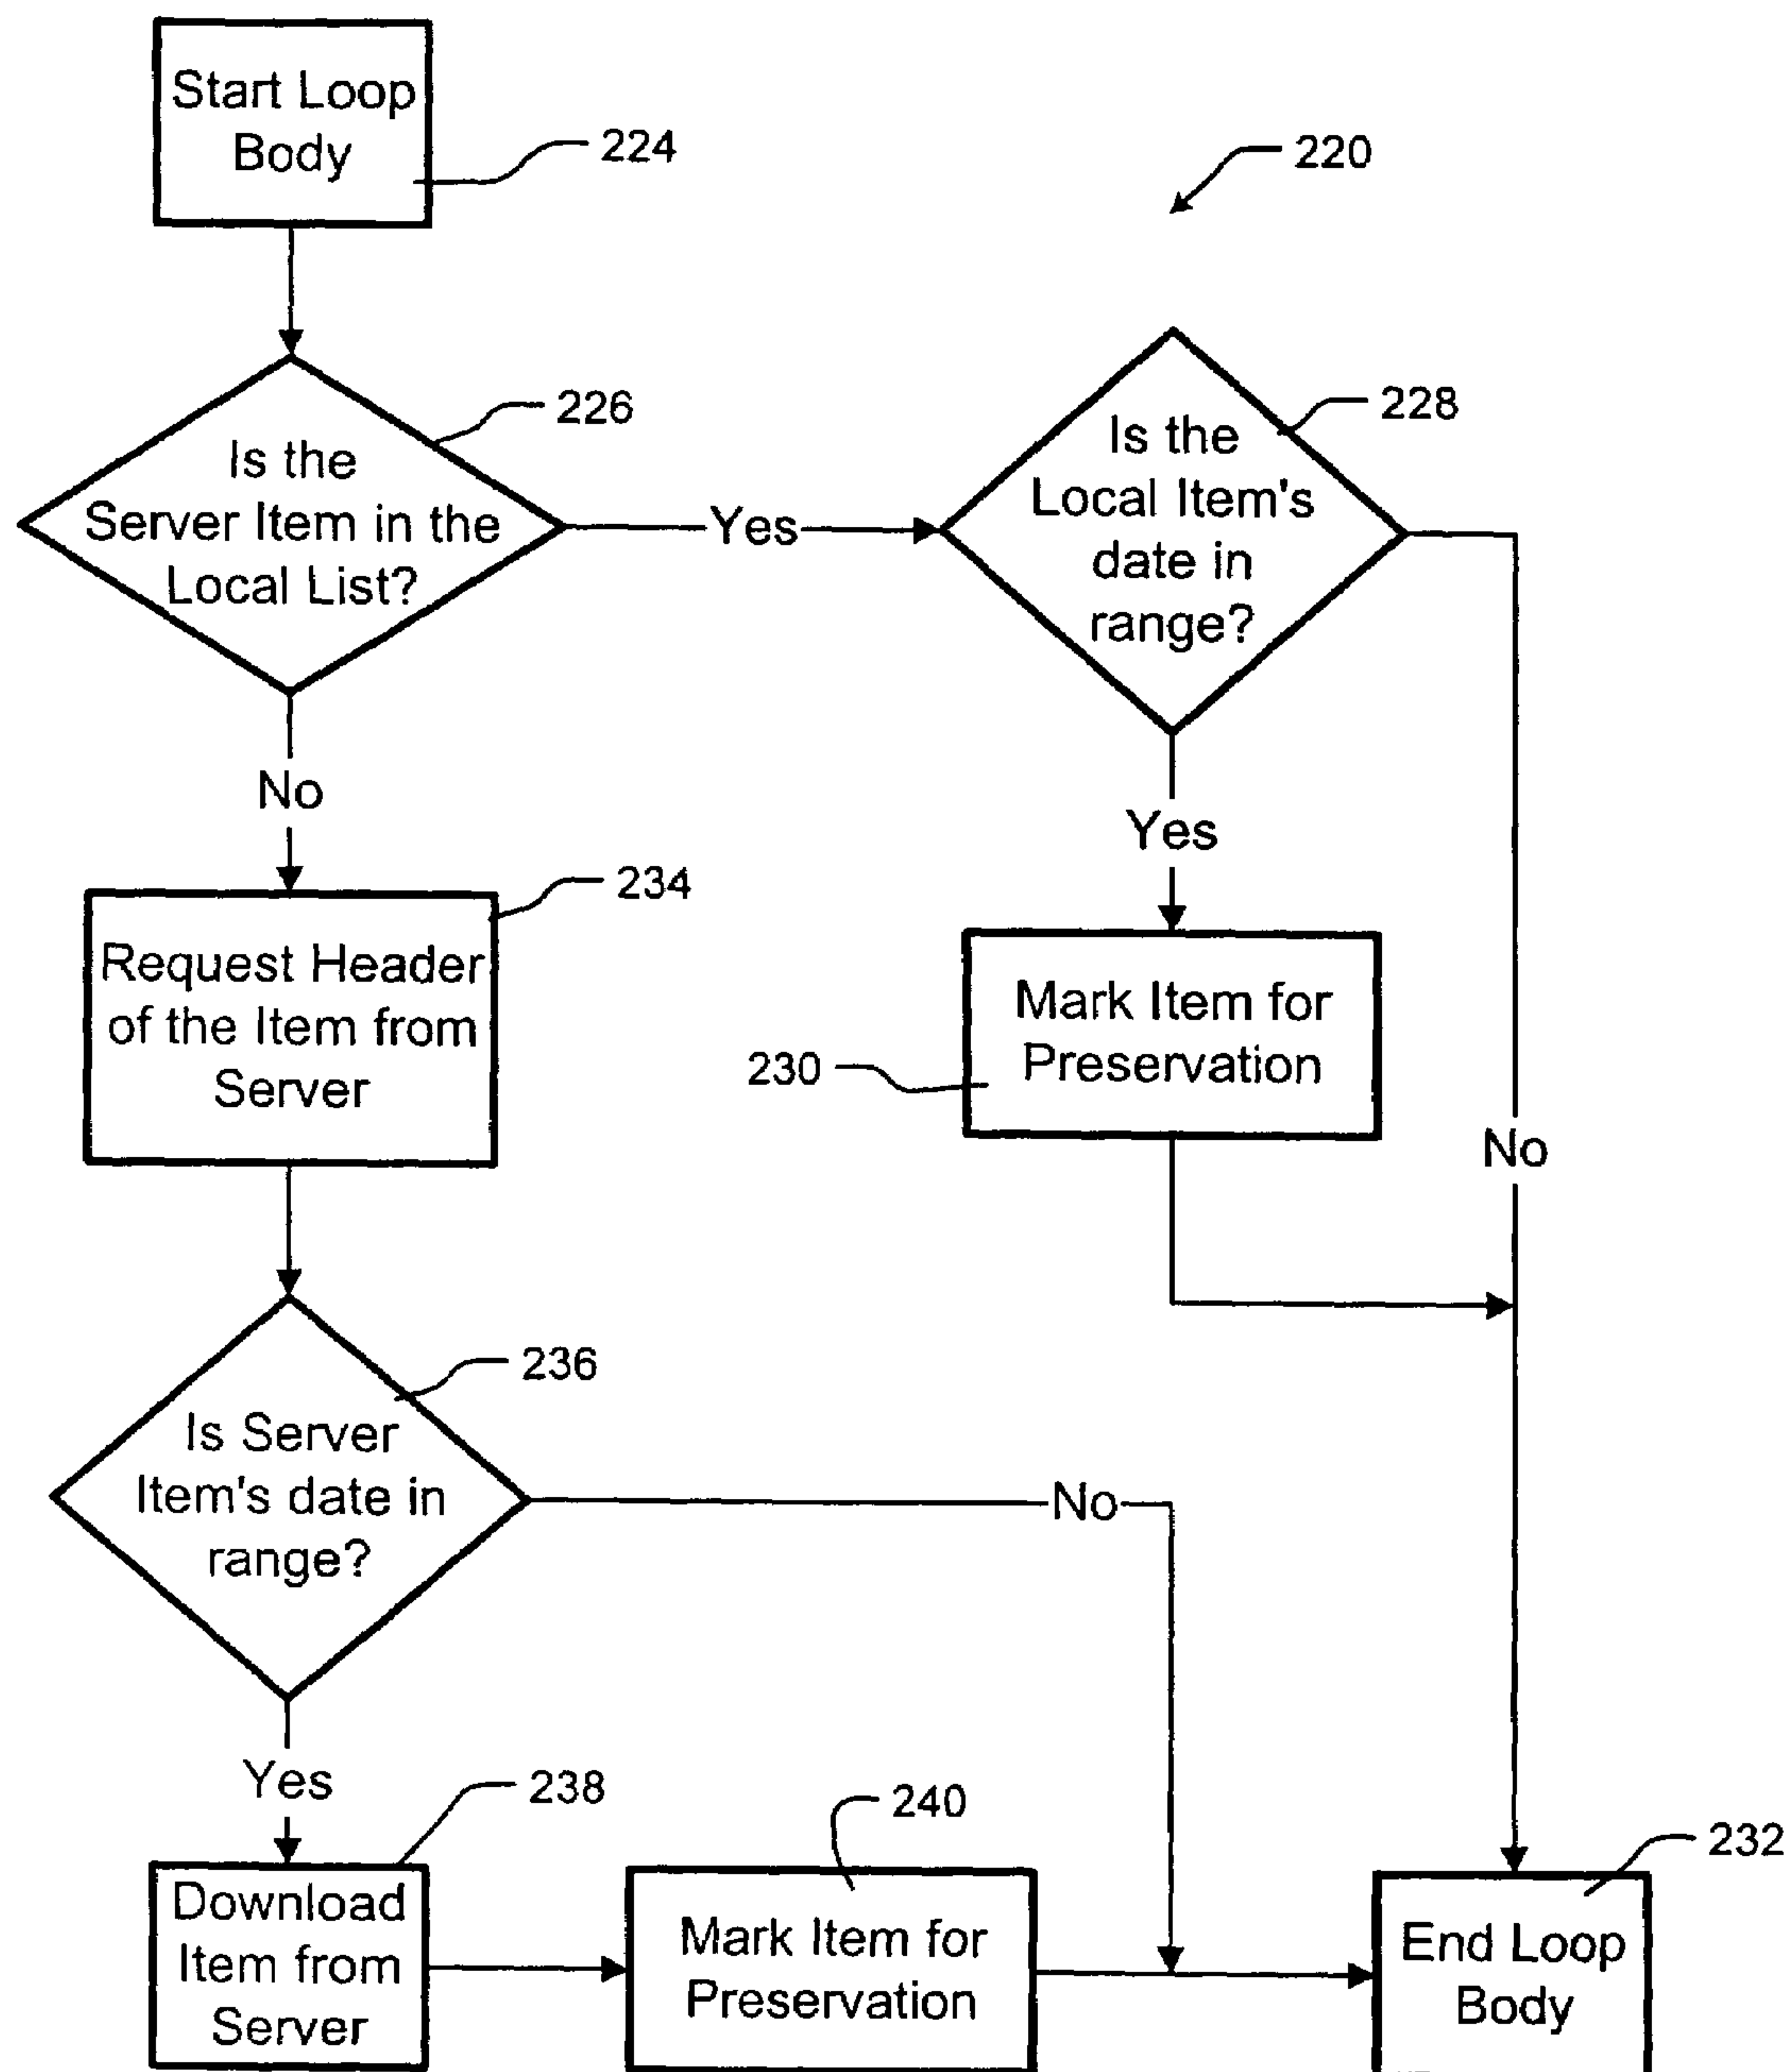 Start Loop
Body
224
220
226
Is the
Server Item in the
Local List?
Yes
228
Is the
Local Item's
date in
range?
No
Yes
234
Request Header
of the Item from
Server
Mark Item for
Preservation
230
No
236
Is Server
Item's date in
range?
No
Yes
238
Download
Item from
Server
240
Mark Item for
Preservation
232
End Loop
Body